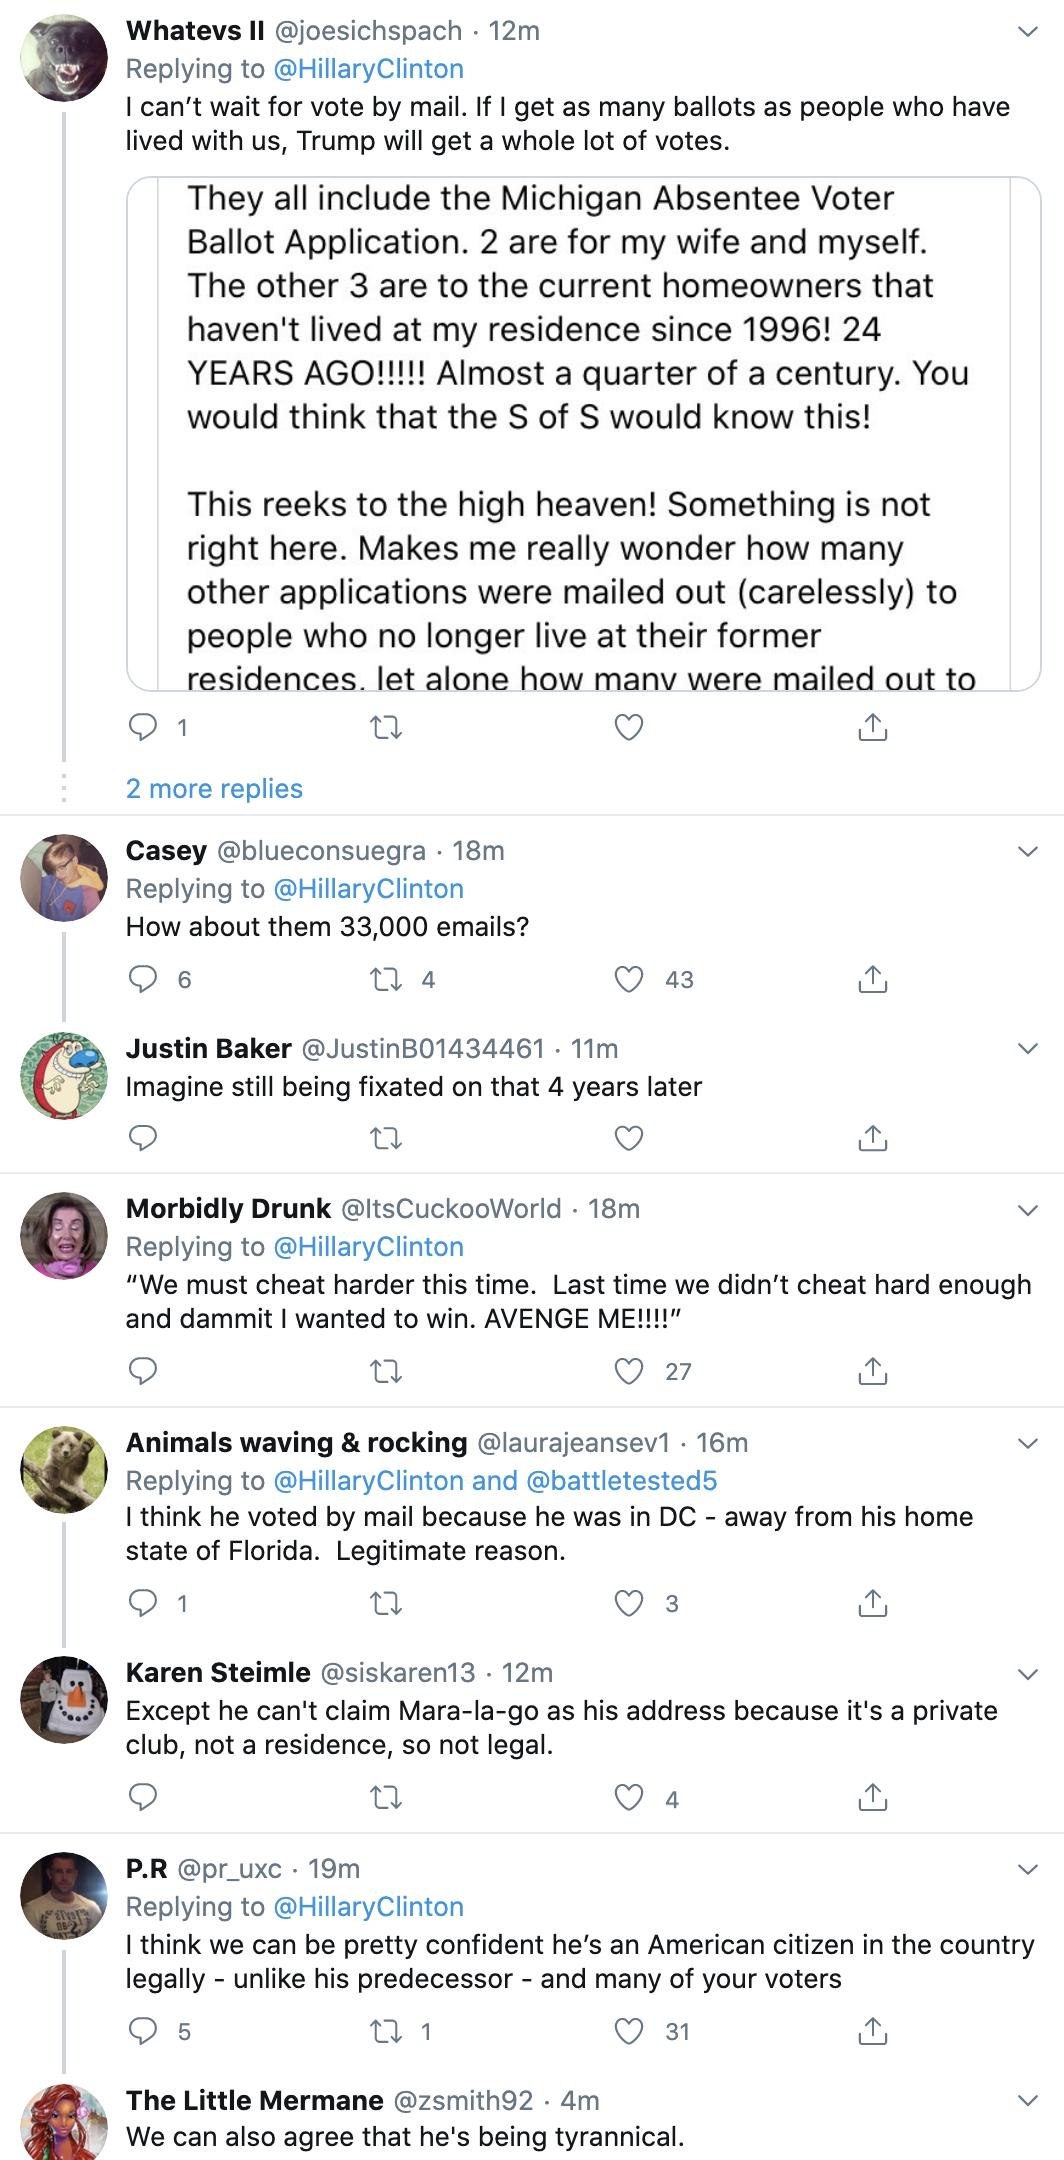 Whatevs II @joesichspach · 12m
Replying to @HillaryClinton
I can’t wait for vote by mail. If I get as many ballots as people who have
lived with us, Trump will get a whole lot of votes.
They all include the Michigan Absentee Voter
Ballot Application. 2 are for my wife and myself.
The other 3 are to the current homeowners that
haven't lived at my residence since 1996! 24
YEARS AGO!!!!! Almost a quarter of a century. You
would think that the S of S would know this!
This reeks to the high heaven! Something is not
right here. Makes me really wonder how many
other applications were mailed out (carelessly) to
people who no longer live at their former
residences, let alone how many were mailed out to
1
2 more replies
Casey @blueconsuegra · 18m
Replying to @HillaryClinton
How about them 33,000 emails?
6 4 43
Justin Baker @JustinB01434461 · 11m
Imagine still being fixated on that 4 years later
Morbidly Drunk @ItsCuckooWorld · 18m
Replying to @HillaryClinton
“We must cheat harder this time.  Last time we didn’t cheat hard enough
and dammit I wanted to win. AVENGE ME!!!!”
27
Animals waving & rocking @laurajeansev1 · 16m
Replying to @HillaryClinton and @battletested5
I think he voted by mail because he was in DC - away from his home
state of Florida.  Legitimate reason.
1 3
Karen Steimle @siskaren13 · 12m
Except he can't claim Mara-la-go as his address because it's a private
club, not a residence, so not legal.
4
P.R @pr_uxc · 19m
Replying to @HillaryClinton
I think we can be pretty confident he’s an American citizen in the country
legally - unlike his predecessor - and many of your voters
5 1 31
The Little Mermane @zsmith92 · 4m
We can also agree that he's being tyrannical.